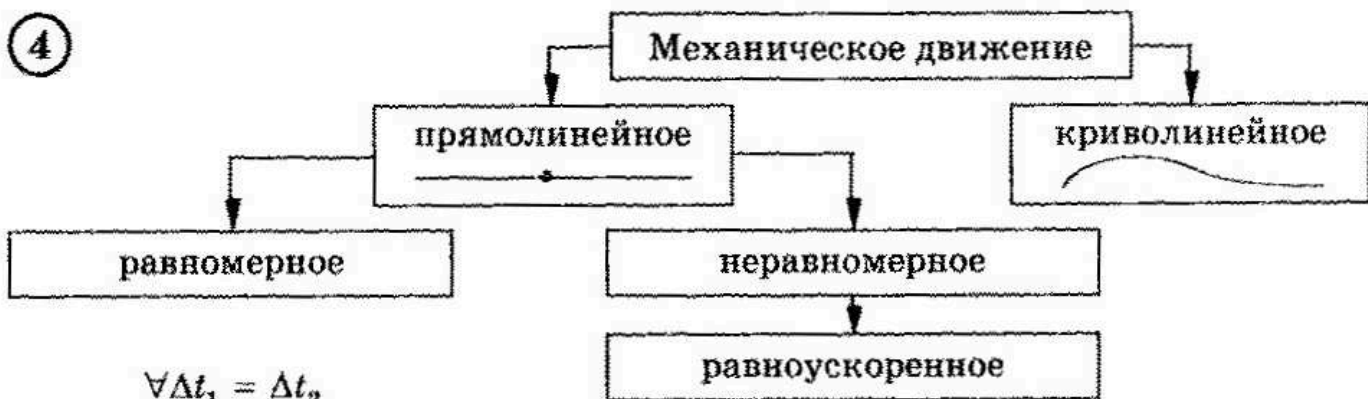 4
Механическое движение
прямолинейное
криволинейное
равномерное
неравномерное
равноускоренное
∀Δt₁ = Δt₂